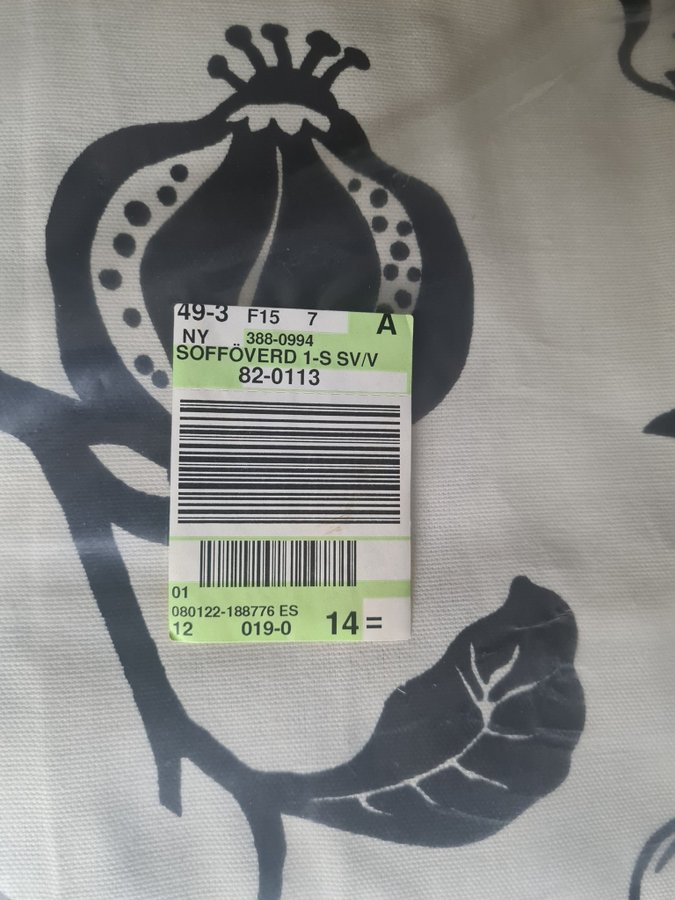 49-3 F15 7 A
NY 388-0994
SOFFÖVERD 1-S SV/V
82-0113
01
080122-188776 ES
12 019-0 14=